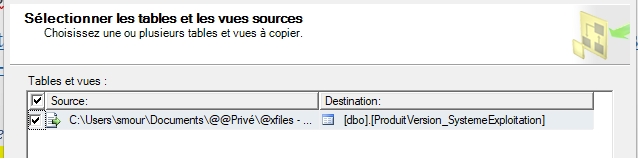 Sélectionner les tables et les vues sources
Choisissez une ou plusieurs tables et vues à copier.
Tables et vues :
Source: Destination:
C:\Users\smour\Documents\@@Privé\@xfiles - ... [dbo].[ProduitVersion_SystemeExploitation]